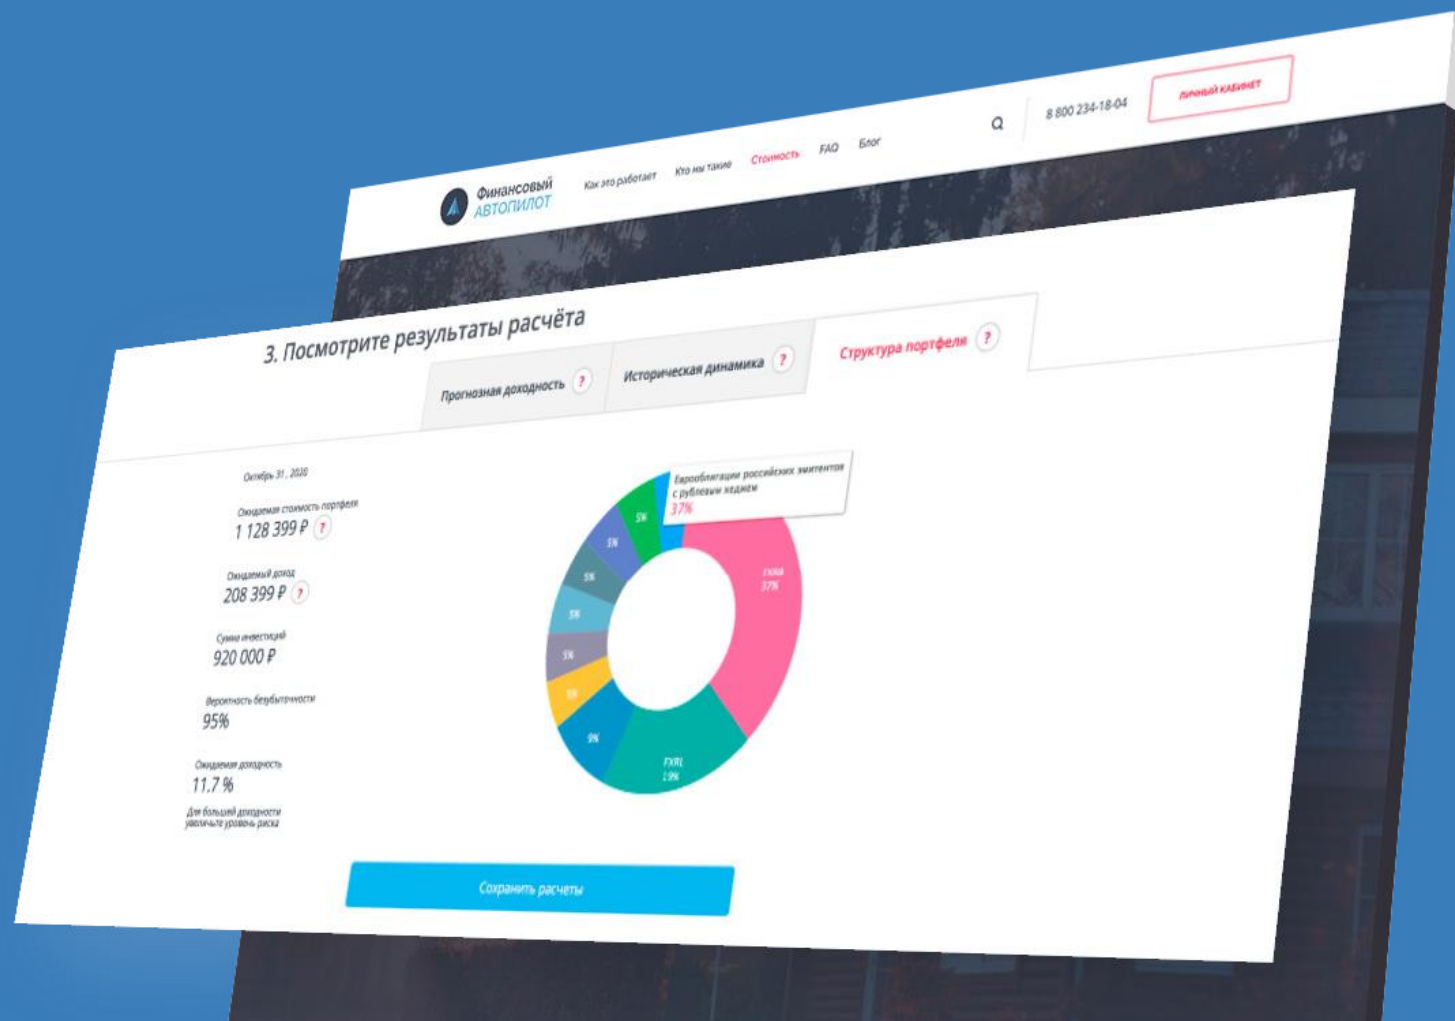 Финансовый
АВТОПИЛОТ
Как это работает
Кто мы такие
Стоимость
FAQ
Блог
8 800 234-18-04
ЛИЧНЫЙ КАБИНЕТ
3. Посмотрите результаты расчёта
Прогнозная доходность ?
Историческая динамика ?
Структура портфеля ?
Октябрь 31, 2020
Ожидаемая стоимость портфеля
1 128 399 ₽ ?
Ожидаемый доход
208 399 ₽ ?
Сумма инвестиций
920 000 ₽
Вероятность безубыточности
95%
Ожидаемая доходность
11.7 %
Для большей доходности
увеличьте уровень риска
Еврооблигации российских эмитентов
с рублевым хеджем
37%
5%
5%
5%
5%
5%
5%
9%
FXRL
19%
FXRB
37%
Сохранить расчеты